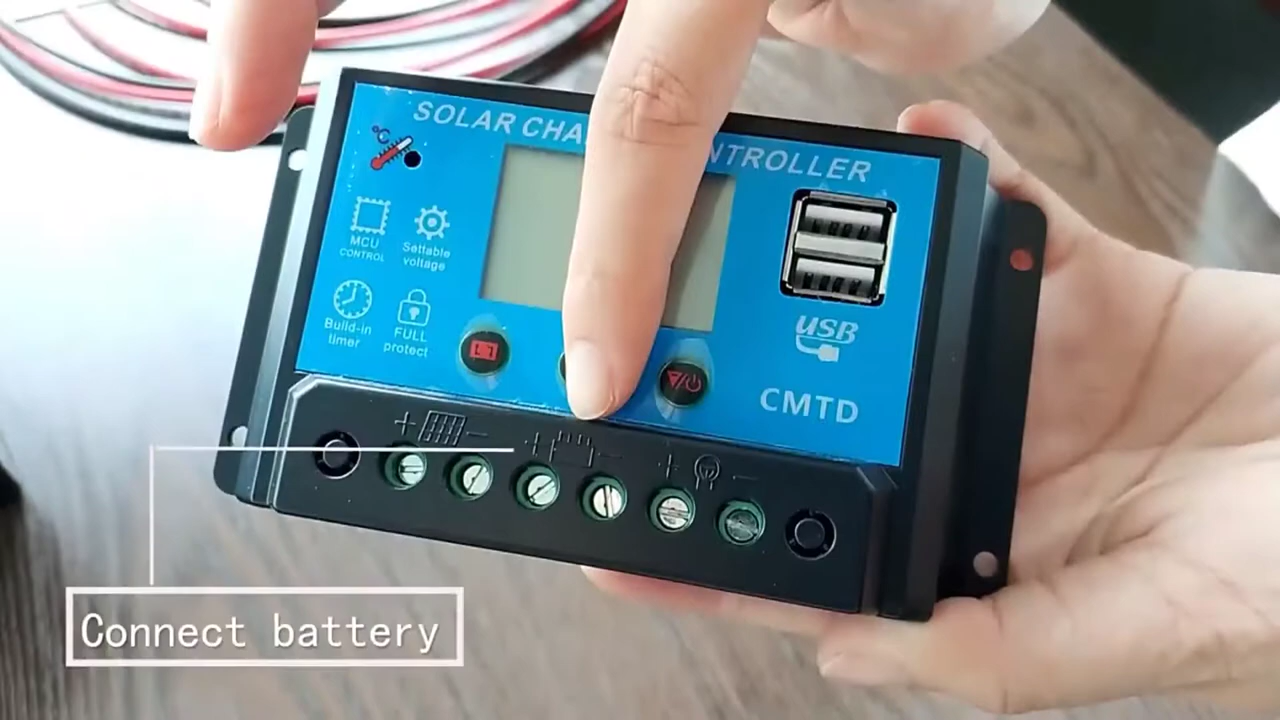 SOLAR CHA NTROLLER
°C
MCU
CONTROL
Settable
voltage
Build-in
timer
FULL
protect
USB
CMTD
+ -
+ -
+ -
Connect battery